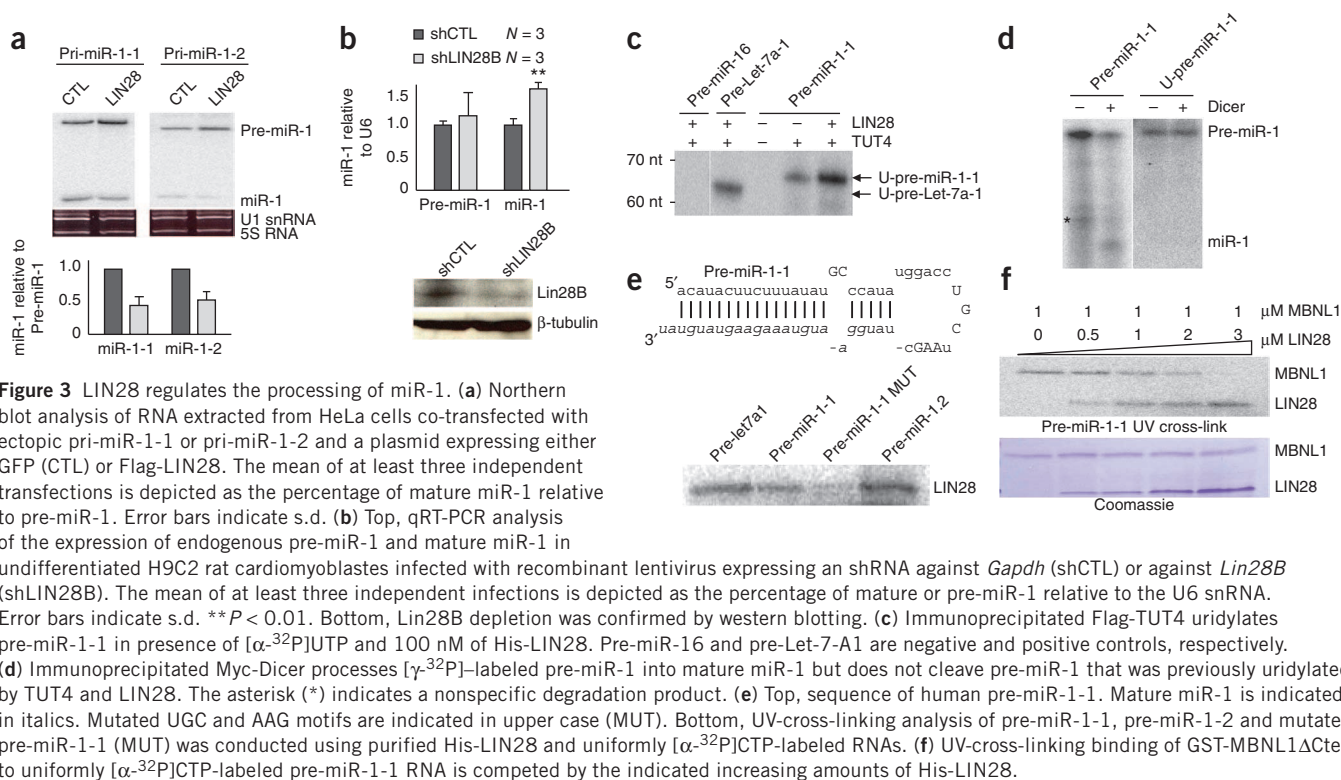 a
Pri-miR-1-1 Pri-miR-1-2
CTL LIN28 CTL LIN28
Pre-miR-1
miR-1
U1 snRNA
5S RNA
miR-1 relative to
Pre-miR-1
1.0
0.5
0
miR-1-1 miR-1-2
b
shCTL N = 3
shLIN28B N = 3
**
miR-1 relative
to U6
1.5
1.0
0.5
0
Pre-miR-1 miR-1
shCTL shLIN28B
Lin28B
β-tubulin
c
Pre-miR-16 Pre-Let-7a-1 Pre-miR-1-1
+ + – – + LIN28
+ + – + + TUT4
70 nt
60 nt
U-pre-miR-1-1
U-pre-Let-7a-1
d
Pre-miR-1-1 U-pre-miR-1-1
– + – + Dicer
Pre-miR-1
*
miR-1
e
Pre-miR-1-1
GC uggacc
5′ acauacuucuuuauau ccaua U
G
C
3′ uauguaugaagaaaugua gguau
-a -cGAAu
Pre-let7a1 Pre-miR-1-1 Pre-miR-1-1 MUT Pre-miR-1.2
LIN28
f
1 1 1 1 1 µM MBNL1
0 0.5 1 2 3 µM LIN28
MBNL1
LIN28
Pre-miR-1-1 UV cross-link
MBNL1
LIN28
Coomassie
Figure 3 LIN28 regulates the processing of miR-1. (a) Northern
blot analysis of RNA extracted from HeLa cells co-transfected with
ectopic pri-miR-1-1 or pri-miR-1-2 and a plasmid expressing either
GFP (CTL) or Flag-LIN28. The mean of at least three independent
transfections is depicted as the percentage of mature miR-1 relative
to pre-miR-1. Error bars indicate s.d. (b) Top, qRT-PCR analysis
of the expression of endogenous pre-miR-1 and mature miR-1 in
undifferentiated H9C2 rat cardiomyoblastes infected with recombinant lentivirus expressing an shRNA against Gapdh (shCTL) or against Lin28B
(shLIN28B). The mean of at least three independent infections is depicted as the percentage of mature or pre-miR-1 relative to the U6 snRNA.
Error bars indicate s.d. **P < 0.01. Bottom, Lin28B depletion was confirmed by western blotting. (c) Immunoprecipitated Flag-TUT4 uridylates
pre-miR-1-1 in presence of [α-32P]UTP and 100 nM of His-LIN28. Pre-miR-16 and pre-Let-7-A1 are negative and positive controls, respectively.
(d) Immunoprecipitated Myc-Dicer processes [γ-32P]–labeled pre-miR-1 into mature miR-1 but does not cleave pre-miR-1 that was previously uridylated
by TUT4 and LIN28. The asterisk (*) indicates a nonspecific degradation product. (e) Top, sequence of human pre-miR-1-1. Mature miR-1 is indicated
in italics. Mutated UGC and AAG motifs are indicated in upper case (MUT). Bottom, UV-cross-linking analysis of pre-miR-1-1, pre-miR-1-2 and mutated
pre-miR-1-1 (MUT) was conducted using purified His-LIN28 and uniformly [α-32P]CTP-labeled RNAs. (f) UV-cross-linking binding of GST-MBNL1ΔCter
to uniformly [α-32P]CTP-labeled pre-miR-1-1 RNA is competed by the indicated increasing amounts of His-LIN28.